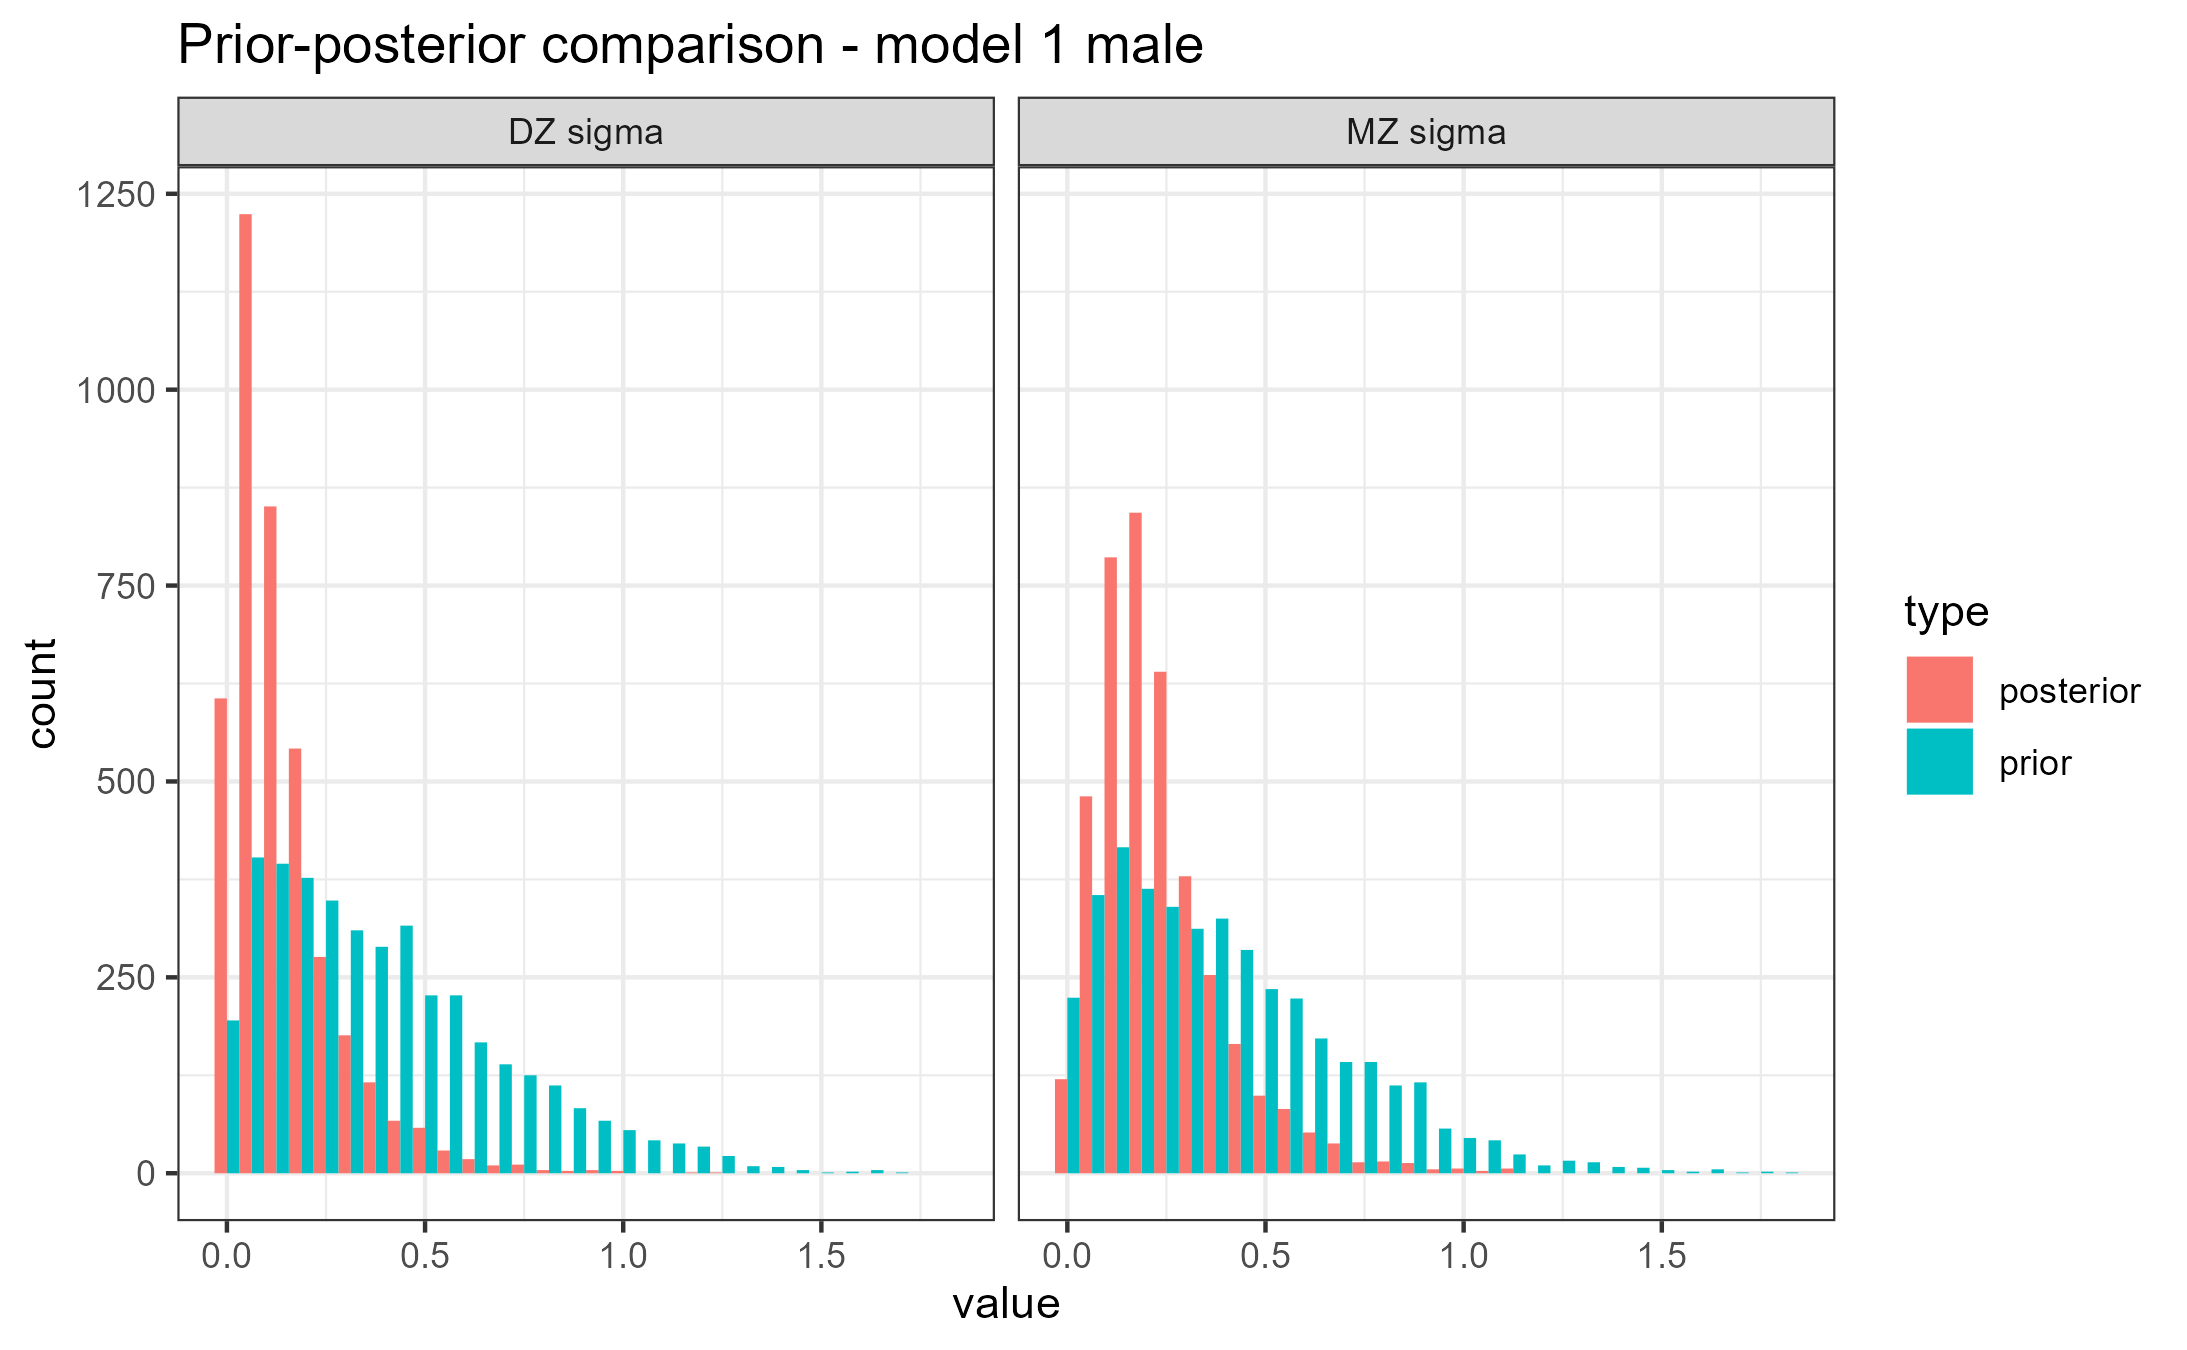 Prior-posterior comparison - model 1 male
DZ sigma
MZ sigma
1250
1000
750
500
250
0
count
0.0 0.5 1.0 1.5
0.0 0.5 1.0 1.5
value
type
posterior
prior